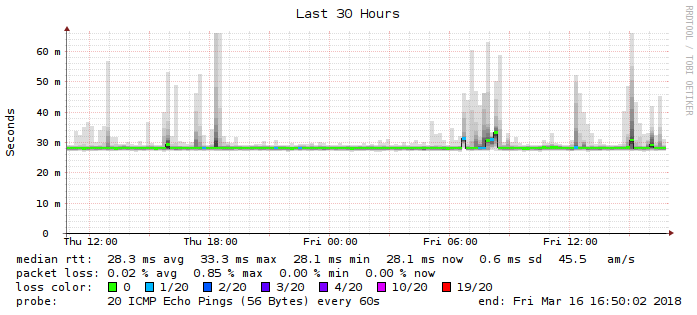 Last 30 Hours
RRDTOOL / TOBI OETIKER
Seconds
60 m
50 m
40 m
30 m
20 m
10 m
0
Thu 12:00 Thu 18:00 Fri 00:00 Fri 06:00 Fri 12:00
median rtt: 28.3 ms avg 33.3 ms max 28.1 ms min 28.1 ms now 0.6 ms sd 45.5 am/s
packet loss: 0.02 % avg 0.85 % max 0.00 % min 0.00 % now
loss color: 0 1/20 2/20 3/20 4/20 10/20 19/20
probe: 20 ICMP Echo Pings (56 Bytes) every 60s end: Fri Mar 16 16:50:02 2018